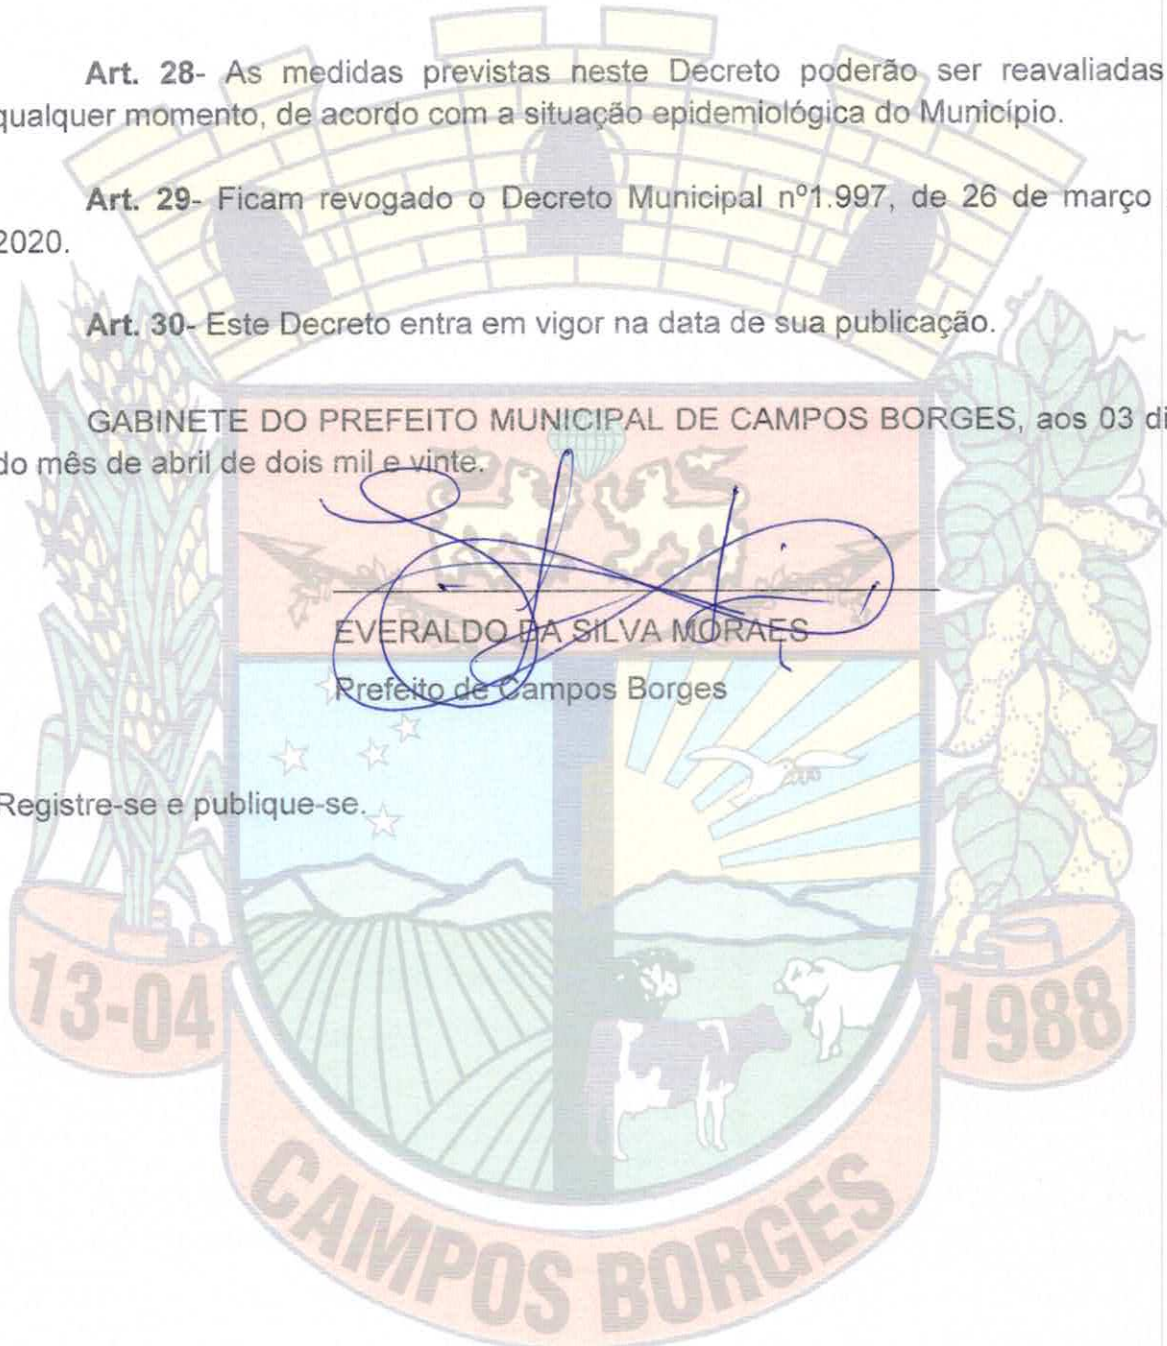 Art. 28- As medidas previstas neste Decreto poderão ser reavaliadas
qualquer momento, de acordo com a situação epidemiológica do Município.
Art. 29- Ficam revogado o Decreto Municipal nº1.997, de 26 de março
2020.
Art. 30- Este Decreto entra em vigor na data de sua publicação.
GABINETE DO PREFEITO MUNICIPAL DE CAMPOS BORGES, aos 03 di
do mês de abril de dois mil e vinte.
EVERALDO DA SILVA MORAES
Prefeito de Campos Borges
Registre-se e publique-se.
13-04
1988
CAMPOS BORGES